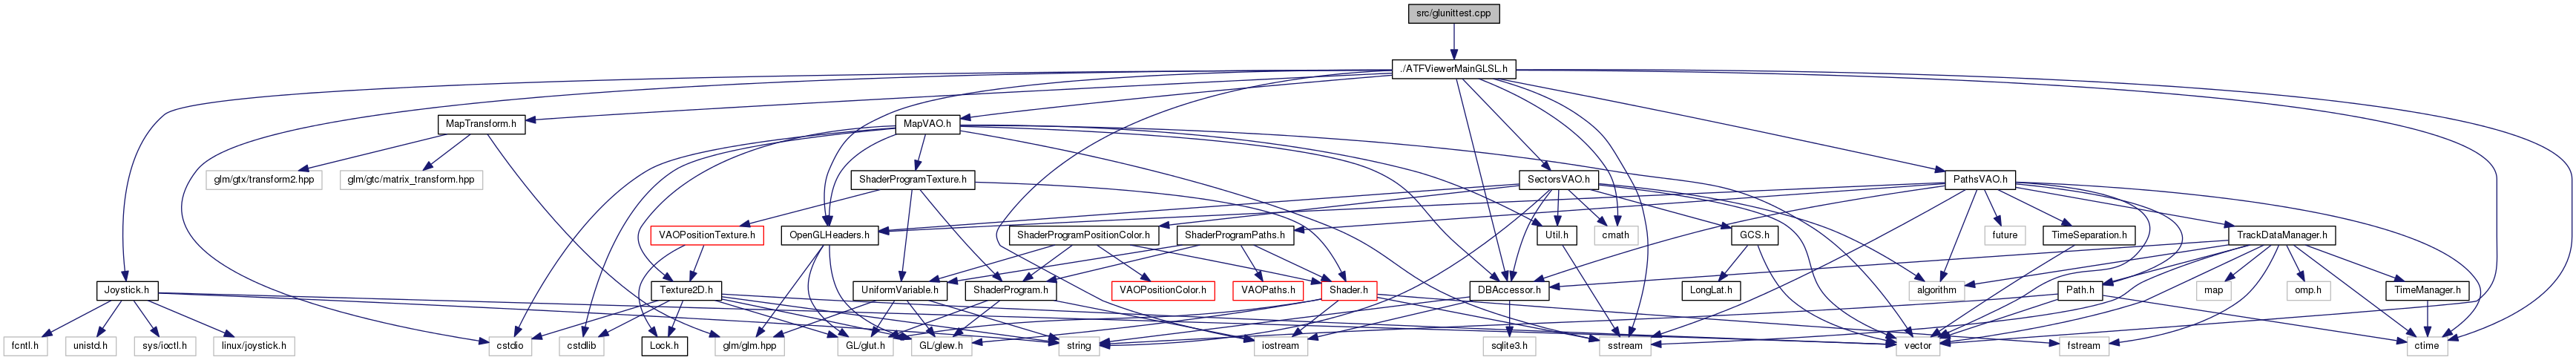 src/glunittest.cpp
./ATFViewerMainGLSL.h
MapTransform.h
MapVAO.h
glm/gtx/transform2.hpp
glm/gtc/matrix_transform.hpp
ShaderProgramTexture.h
SectorsVAO.h
PathsVAO.h
VAOPositionTexture.h
OpenGLHeaders.h
ShaderProgramPositionColor.h
ShaderProgramPaths.h
Util.h
cmath
GCS.h
future
TimeSeparation.h
TrackDataManager.h
Joystick.h
Texture2D.h
UniformVariable.h
ShaderProgram.h
VAOPositionColor.h
VAOPaths.h
Shader.h
DBAccessor.h
LongLat.h
algorithm
Path.h
map
omp.h
TimeManager.h
fcntl.h
unistd.h
sys/ioctl.h
linux/joystick.h
cstdio
cstdlib
Lock.h
glm/glm.hpp
GL/glut.h
GL/glew.h
string
iostream
sqlite3.h
sstream
vector
fstream
ctime